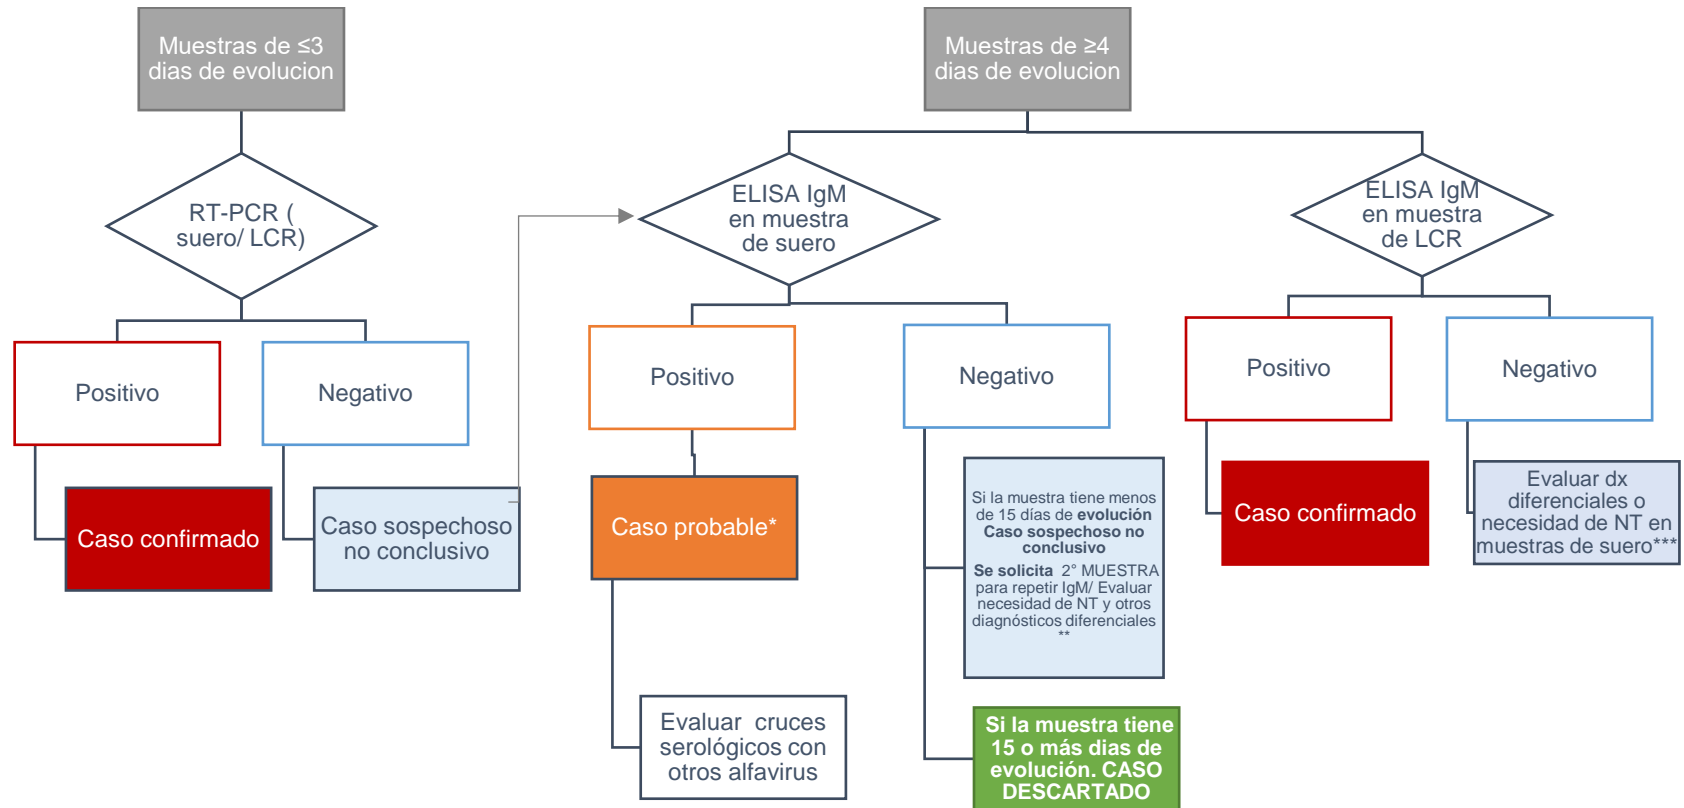 Muestras de ≤3
dias de evolucion
Muestras de ≥4
dias de evolucion
RT-PCR (
suero/ LCR)
ELISA IgM
en muestra
de suero
ELISA IgM
en muestra
de LCR
Positivo
Negativo
Positivo
Negativo
Positivo
Negativo
Caso confirmado
Caso sospechoso
no conclusivo
Caso probable*
Si la muestra tiene menos
de 15 días de evolución
Caso sospechoso no
conclusivo
Se solicita 2° MUESTRA
para repetir IgM/ Evaluar
necesidad de NT y otros
diagnósticos diferenciales
**
Caso confirmado
Evaluar dx
diferenciales o
necesidad de NT en
muestras de suero***
Evaluar cruces
serológicos con
otros alfavirus
Si la muestra tiene
15 o más dias de
evolución. CASO
DESCARTADO